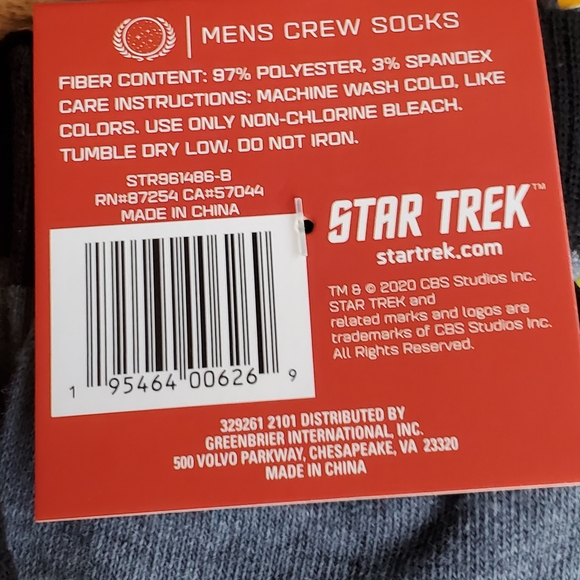 MENS CREW SOCKS
FIBER CONTENT: 97% POLYESTER, 3% SPANDEX
CARE INSTRUCTIONS: MACHINE WASH COLD, LIKE
COLORS. USE ONLY NON-CHLORINE BLEACH.
TUMBLE DRY LOW. DO NOT IRON.
STR961486-B
RN#87254 CA#57044
MADE IN CHINA
STAR TREK™
startrek.com
TM & © 2020 CBS Studios Inc.
STAR TREK and
related marks and logos are
trademarks of CBS Studios Inc.
All Rights Reserved.
1 95464 00626 9
329261 2101 DISTRIBUTED BY
GREENBRIER INTERNATIONAL, INC.
500 VOLVO PARKWAY, CHESAPEAKE, VA 23320
MADE IN CHINA